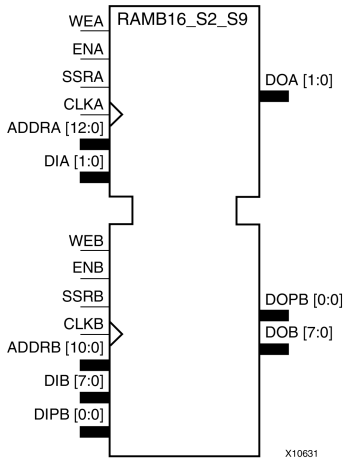 RAMB16_S2_S9
WEA
ENA
SSRA
CLKA
ADDRA [12:0]
DIA [1:0]
DOA [1:0]
WEB
ENB
SSRB
CLKB
ADDRB [10:0]
DIB [7:0]
DIPB [0:0]
DOPB [0:0]
DOB [7:0]
X10631